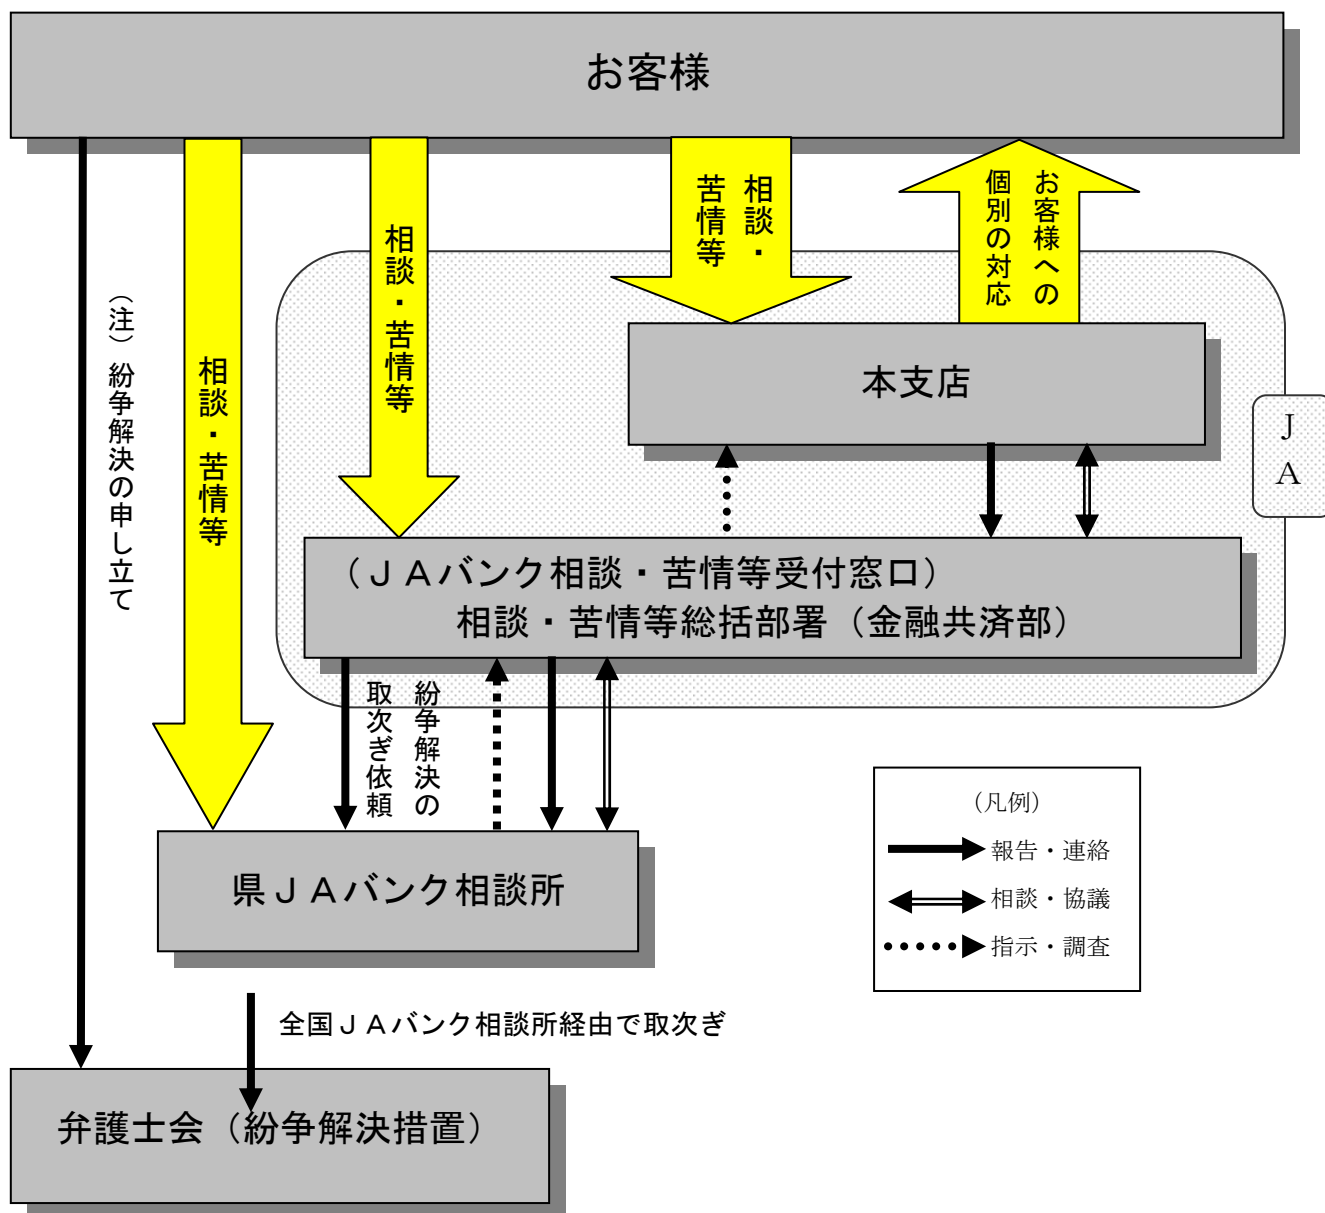 お客様
（注）紛争解決の申し立て
相談・苦情等
相談・苦情等
相談・
苦情等
お客様への
個別の対応
本支店
ＪＡ
（ＪＡバンク相談・苦情等受付窓口）
相談・苦情等総括部署（金融共済部）
紛争解決の
取次ぎ依頼
県ＪＡバンク相談所
（凡例）
報告・連絡
相談・協議
指示・調査
全国ＪＡバンク相談所経由で取次ぎ
弁護士会（紛争解決措置）